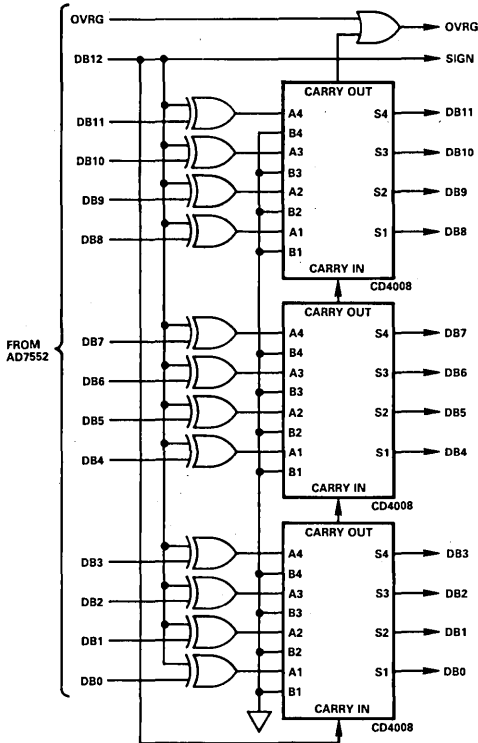 OVRG
OVRG
DB12
SIGN
CARRY OUT
DB11
A4
S4
DB11
B4
DB10
A3
S3
DB10
B3
DB9
A2
S2
DB9
B2
DB8
A1
S1
DB8
B1
CARRY IN
CD4008
CARRY OUT
DB7
A4
S4
DB7
B4
FROM
AD7552
DB6
A3
S3
DB6
B3
DB5
A2
S2
DB5
B2
DB4
A1
S1
DB4
B1
CARRY IN
CD4008
CARRY OUT
DB3
A4
S4
DB3
B4
DB2
A3
S3
DB2
B3
DB1
A2
S2
DB1
B2
DB0
A1
S1
DB0
B1
CARRY IN
CD4008